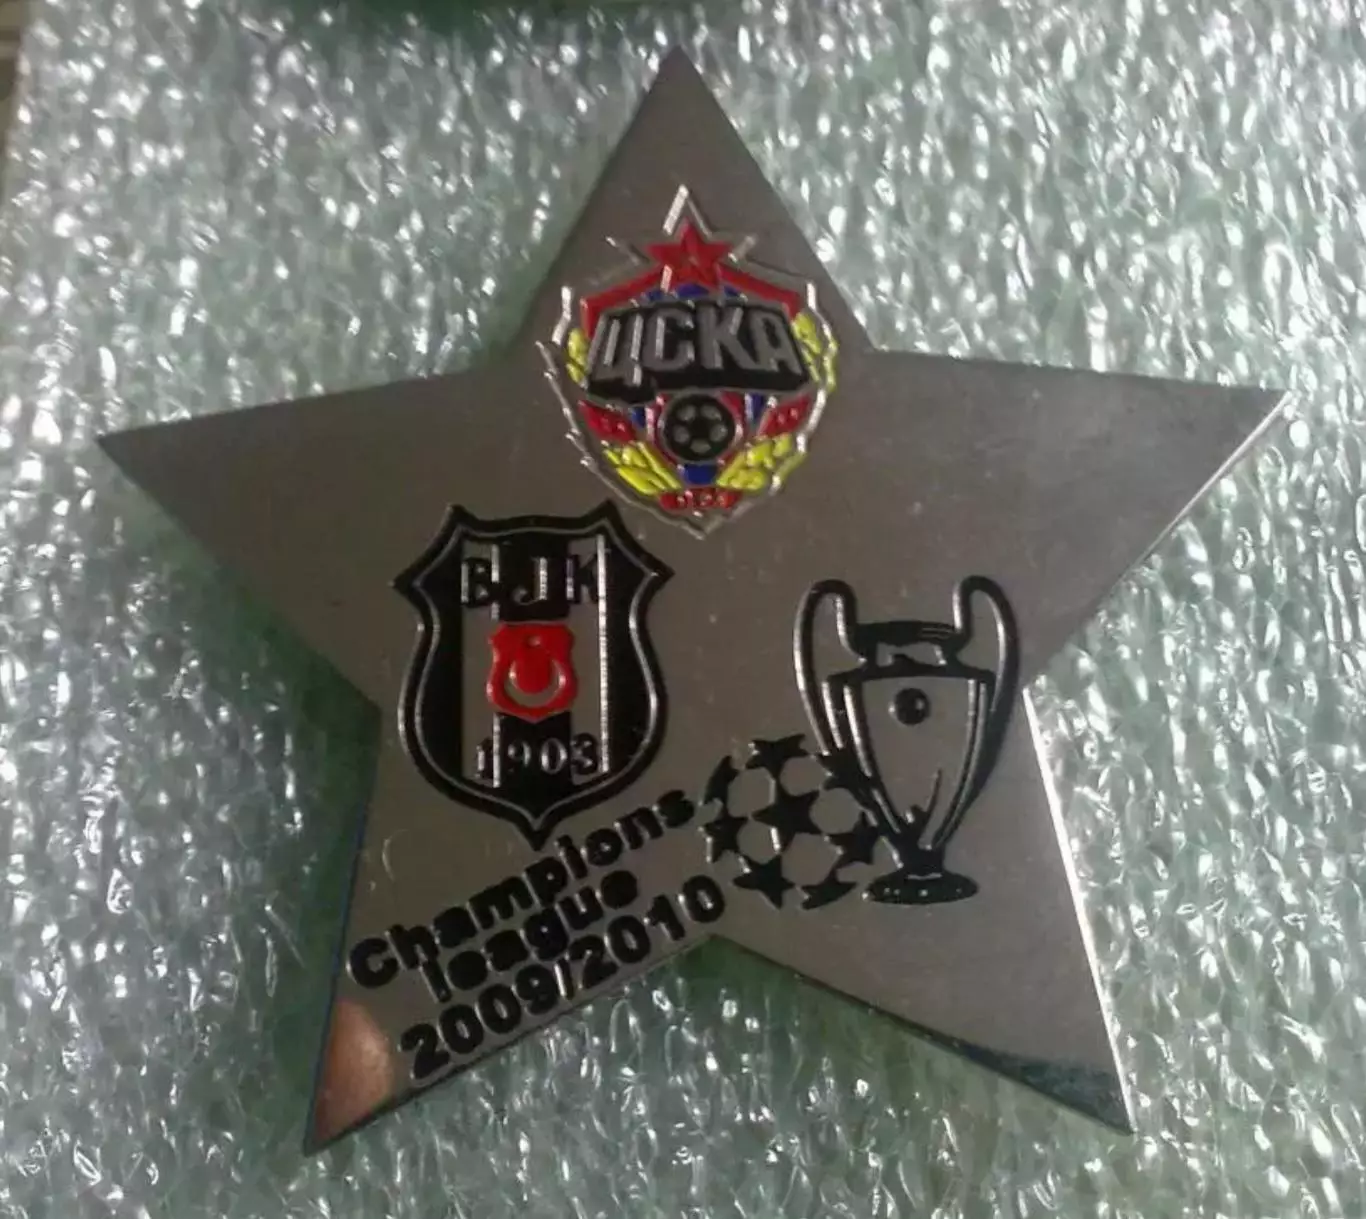 ЦСКА
BJK
1903
Champions
league
2009/2010